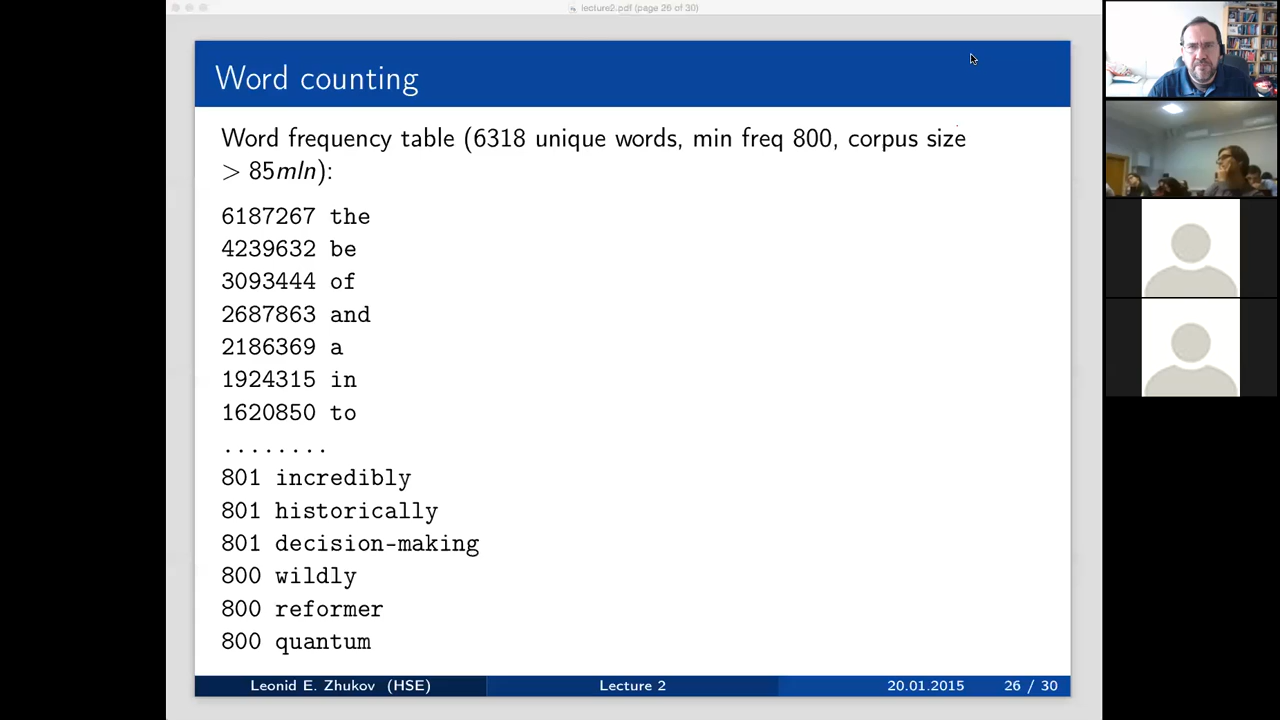 lecture2.pdf (page 26 of 30)
Word counting
Word frequency table (6318 unique words, min freq 800, corpus size
> 85mln):
6187267 the
4239632 be
3093444 of
2687863 and
2186369 a
1924315 in
1620850 to
........
801 incredibly
801 historically
801 decision-making
800 wildly
800 reformer
800 quantum
Leonid E. Zhukov (HSE) Lecture 2 20.01.2015 26 / 30